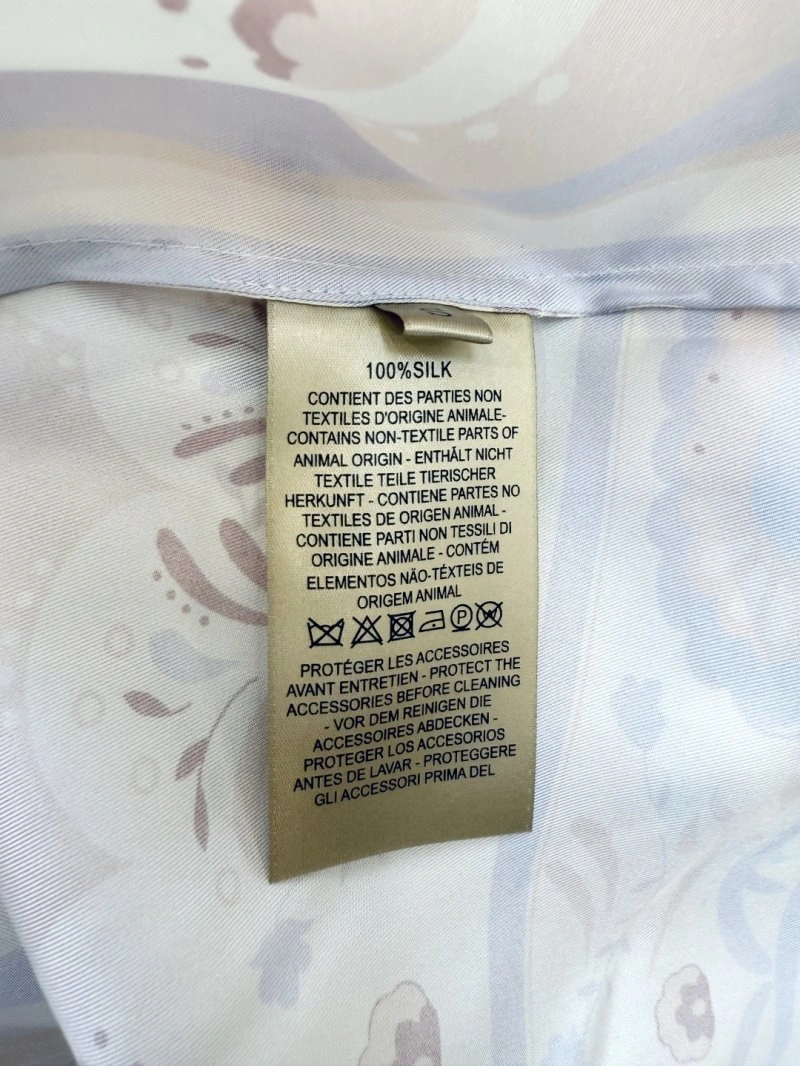 100%SILK
CONTIENT DES PARTIES NON
TEXTILES D'ORIGINE ANIMALE-
CONTAINS NON-TEXTILE PARTS OF
ANIMAL ORIGIN - ENTHĂLT NICHT
TEXTILE TEILE TIERISCHER
HERKUNFT - CONTIENE PARTES NO
TEXTILES DE ORIGEN ANIMAL -
CONTIENE PARTI NON TESSILI DI
ORIGINE ANIMALE - CONTÉM
ELEMENTOS NÃO-TÉXTEIS DE
ORIGEM ANIMAL
P W
PROTÉGER LES ACCESSOIRES
AVANT ENTRETIEN - PROTECT THE
ACCESSORIES BEFORE CLEANING
- VOR DEM REINIGEN DIE
ACCESSOIRES ABDECKEN -
PROTEGER LOS ACCESORIOS
ANTES DE LAVAR - PROTEGGERE
GLI ACCESSORI PRIMA DEL